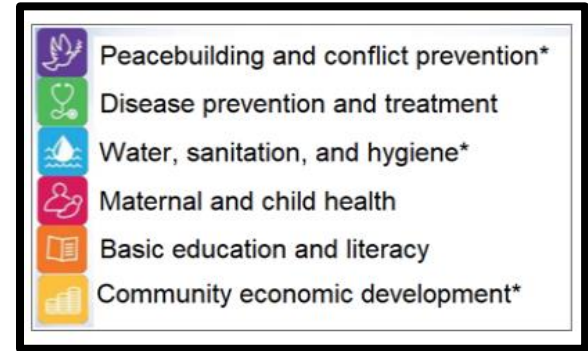 Peacebuilding and conflict prevention*
Disease prevention and treatment
Water, sanitation, and hygiene*
Maternal and child health
Basic education and literacy
Community economic development*